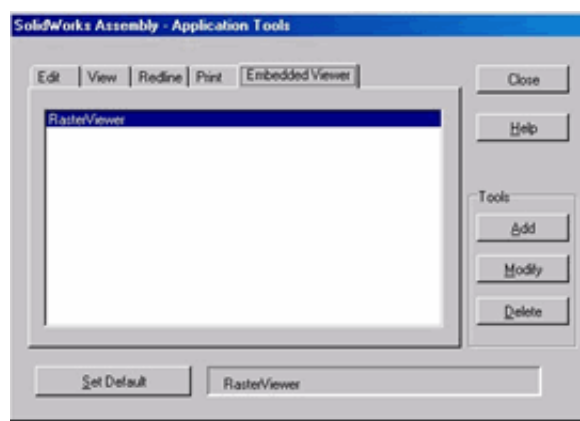 SolidWorks Assembly - Application Tools
Edit View Redline Print Embedded Viewer
Close
RasterViewer
Help
Tools
Add
Modify
Delete
Set Default RasterViewer